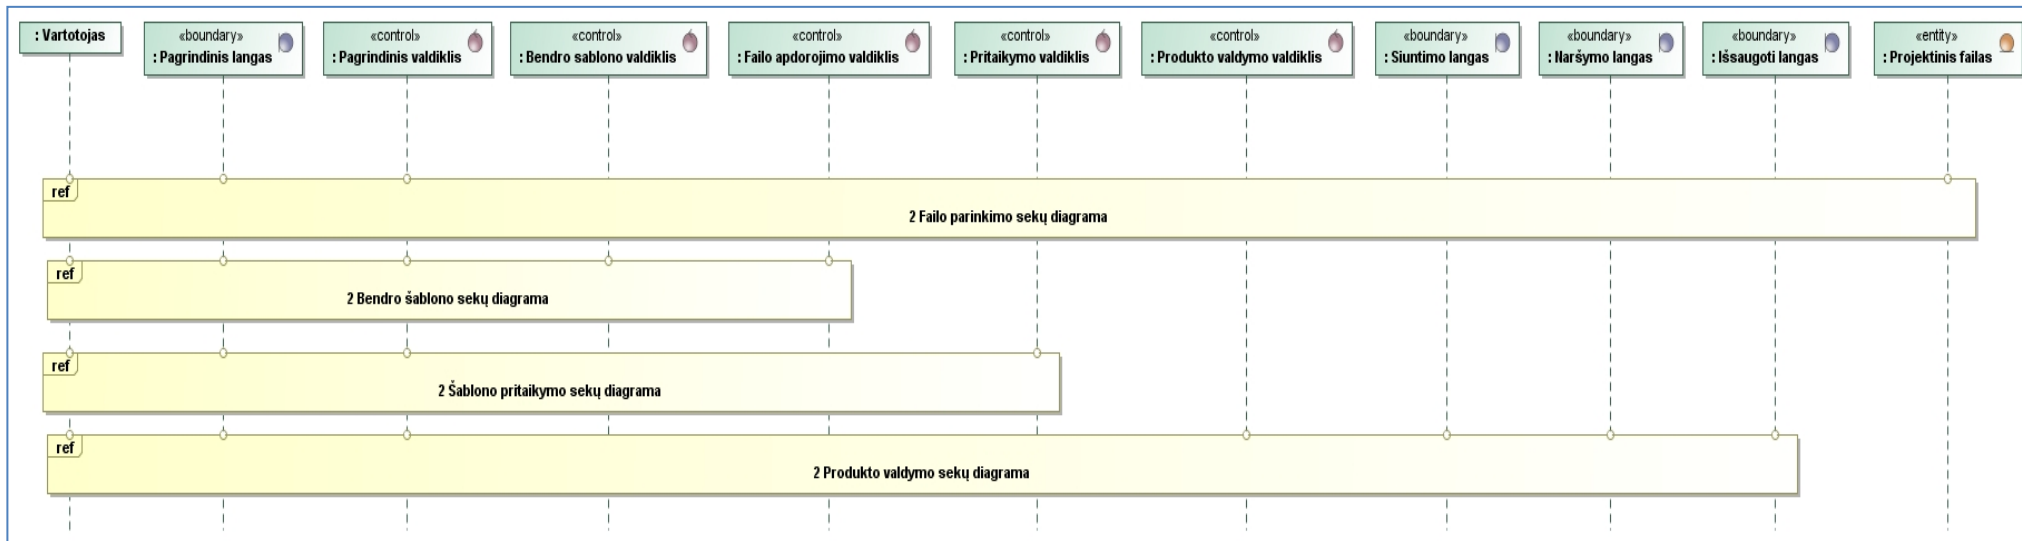 : Vartotojas
«boundary»
: Pagrindinis langas
«control»
: Pagrindinis valdiklis
«control»
: Bendro sablono valdiklis
«control»
: Failo apdorojimo valdiklis
«control»
: Pritaikymo valdiklis
«control»
: Produkto valdymo valdiklis
«boundary»
: Siuntimo langas
«boundary»
: Naršymo langas
«boundary»
: Išsaugoti langas
«entity»
: Projektinis failas
ref
2 Failo parinkimo sekų diagrama
ref
2 Bendro šablono sekų diagrama
ref
2 Šablono pritaikymo sekų diagrama
ref
2 Produkto valdymo sekų diagrama